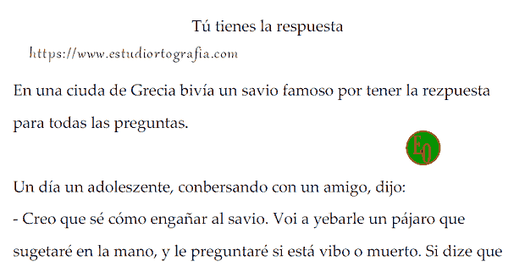 Tú tienes la respuesta
https://www.estudiortografia.com
En una ciuda de Grecia bivía un savio famoso por tener la rezpuesta
para todas las preguntas.
EO
Un día un adoleszente, conbersando con un amigo, dijo:
- Creo que sé cómo engañar al savio. Voi a yebarle un pájaro que
sugetaré en la mano, y le preguntaré si está vibo o muerto. Si dize que